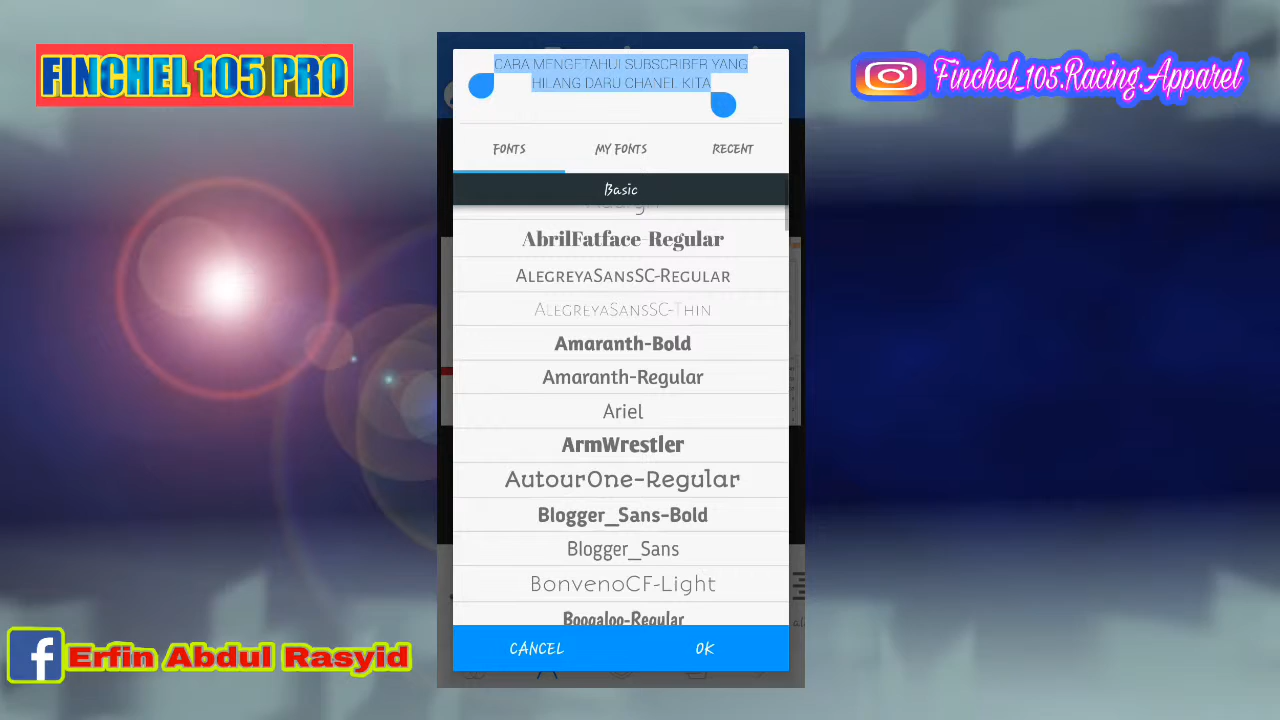 FINCHEL 105 PRO
Finchel_105.Racing.Apparel
CARA MENGETAHUI SUBSCRIBER YANG
HILANG DARU CHANEL KITA
FONTS
MY FONTS
RECENT
Basic
AbrilFatface-Regular
AlegreyaSansSC-Regular
AlegreyaSansSC-Thin
Amaranth-Bold
Amaranth-Regular
Ariel
ArmWrestler
AutourOne-Regular
Blogger_Sans-Bold
Blogger_Sans
BonvenoCF-Light
Boogaloo-Regular
CANCEL
OK
Erfin Abdul Rasyid